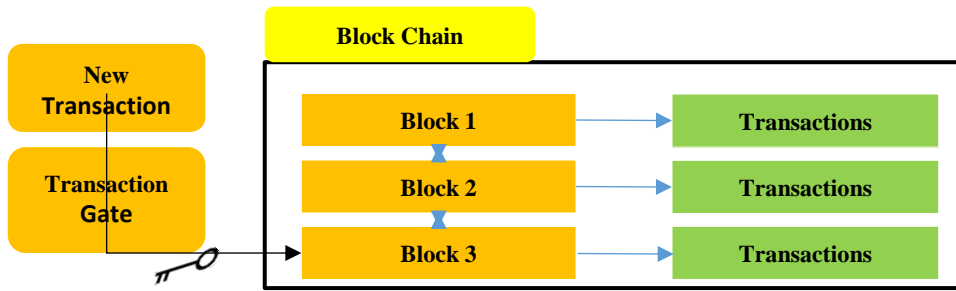 Block Chain
New
Transaction
Block 1
Transactions
Transaction
Gate
Block 2
Transactions
Block 3
Transactions